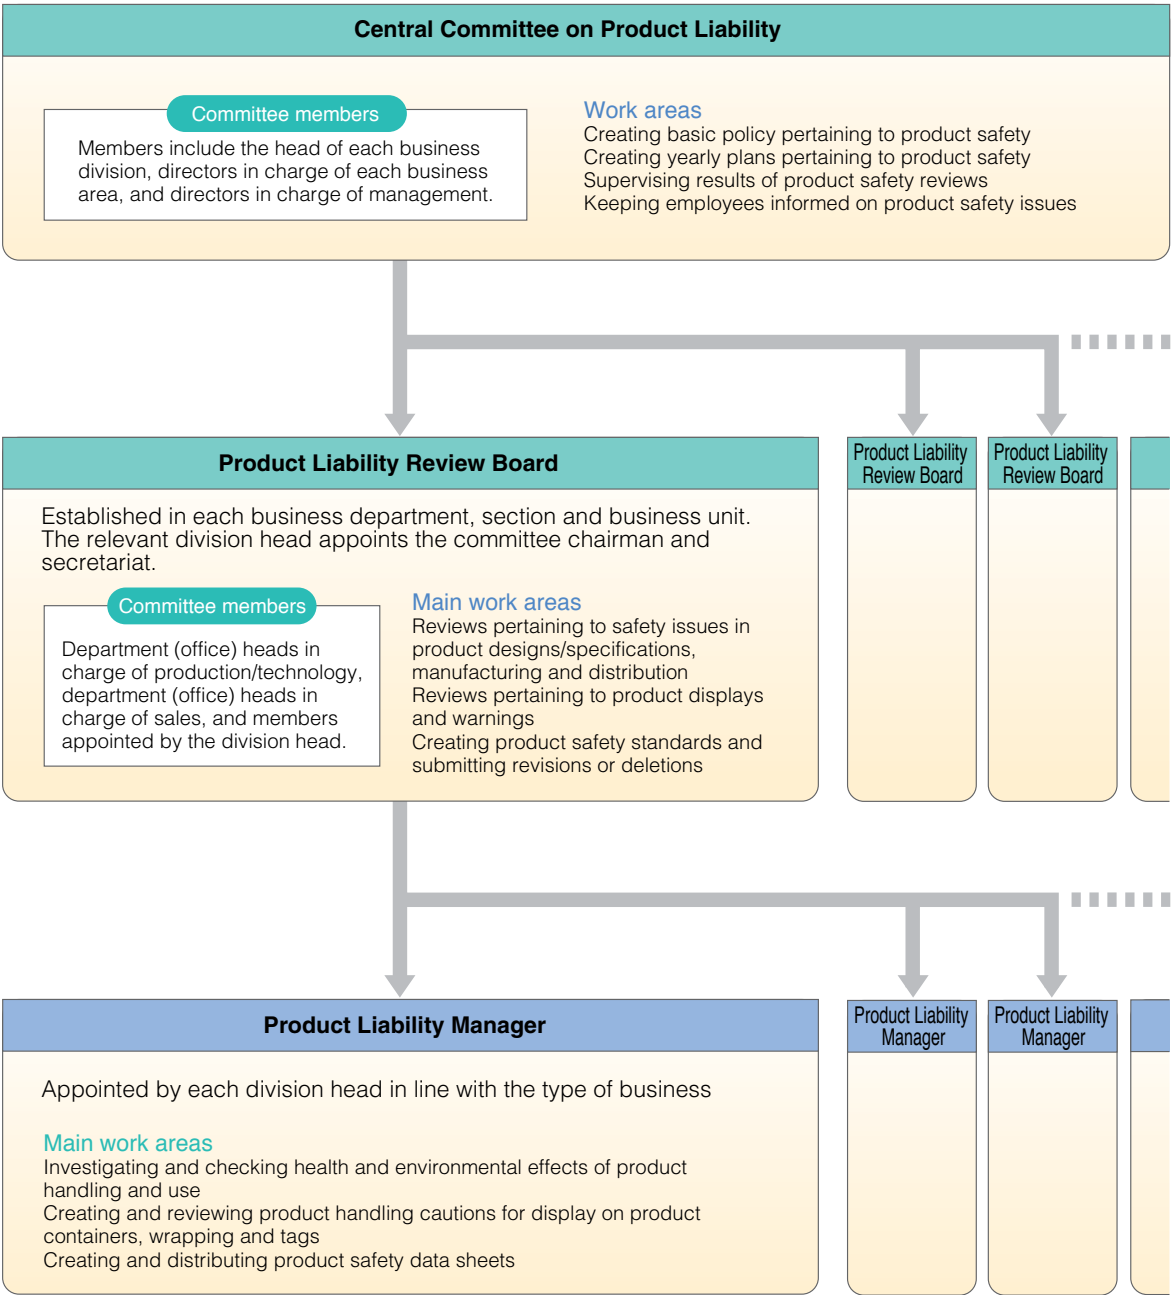 Central Committee on Product Liability
Committee members
Members include the head of each business
division, directors in charge of each business
area, and directors in charge of management.
Work areas
Creating basic policy pertaining to product safety
Creating yearly plans pertaining to product safety
Supervising results of product safety reviews
Keeping employees informed on product safety issues
Product Liability Review Board
Established in each business department, section and business unit.
The relevant division head appoints the committee chairman and
secretariat.
Committee members
Department (office) heads in
charge of production/technology,
department (office) heads in
charge of sales, and members
appointed by the division head.
Main work areas
Reviews pertaining to safety issues in
product designs/specifications,
manufacturing and distribution
Reviews pertaining to product displays
and warnings
Creating product safety standards and
submitting revisions or deletions
Product Liability
Review Board
Product Liability
Review Board
Product Liability Manager
Appointed by each division head in line with the type of business
Main work areas
Investigating and checking health and environmental effects of product
handling and use
Creating and reviewing product handling cautions for display on product
containers, wrapping and tags
Creating and distributing product safety data sheets
Product Liability
Manager
Product Liability
Manager